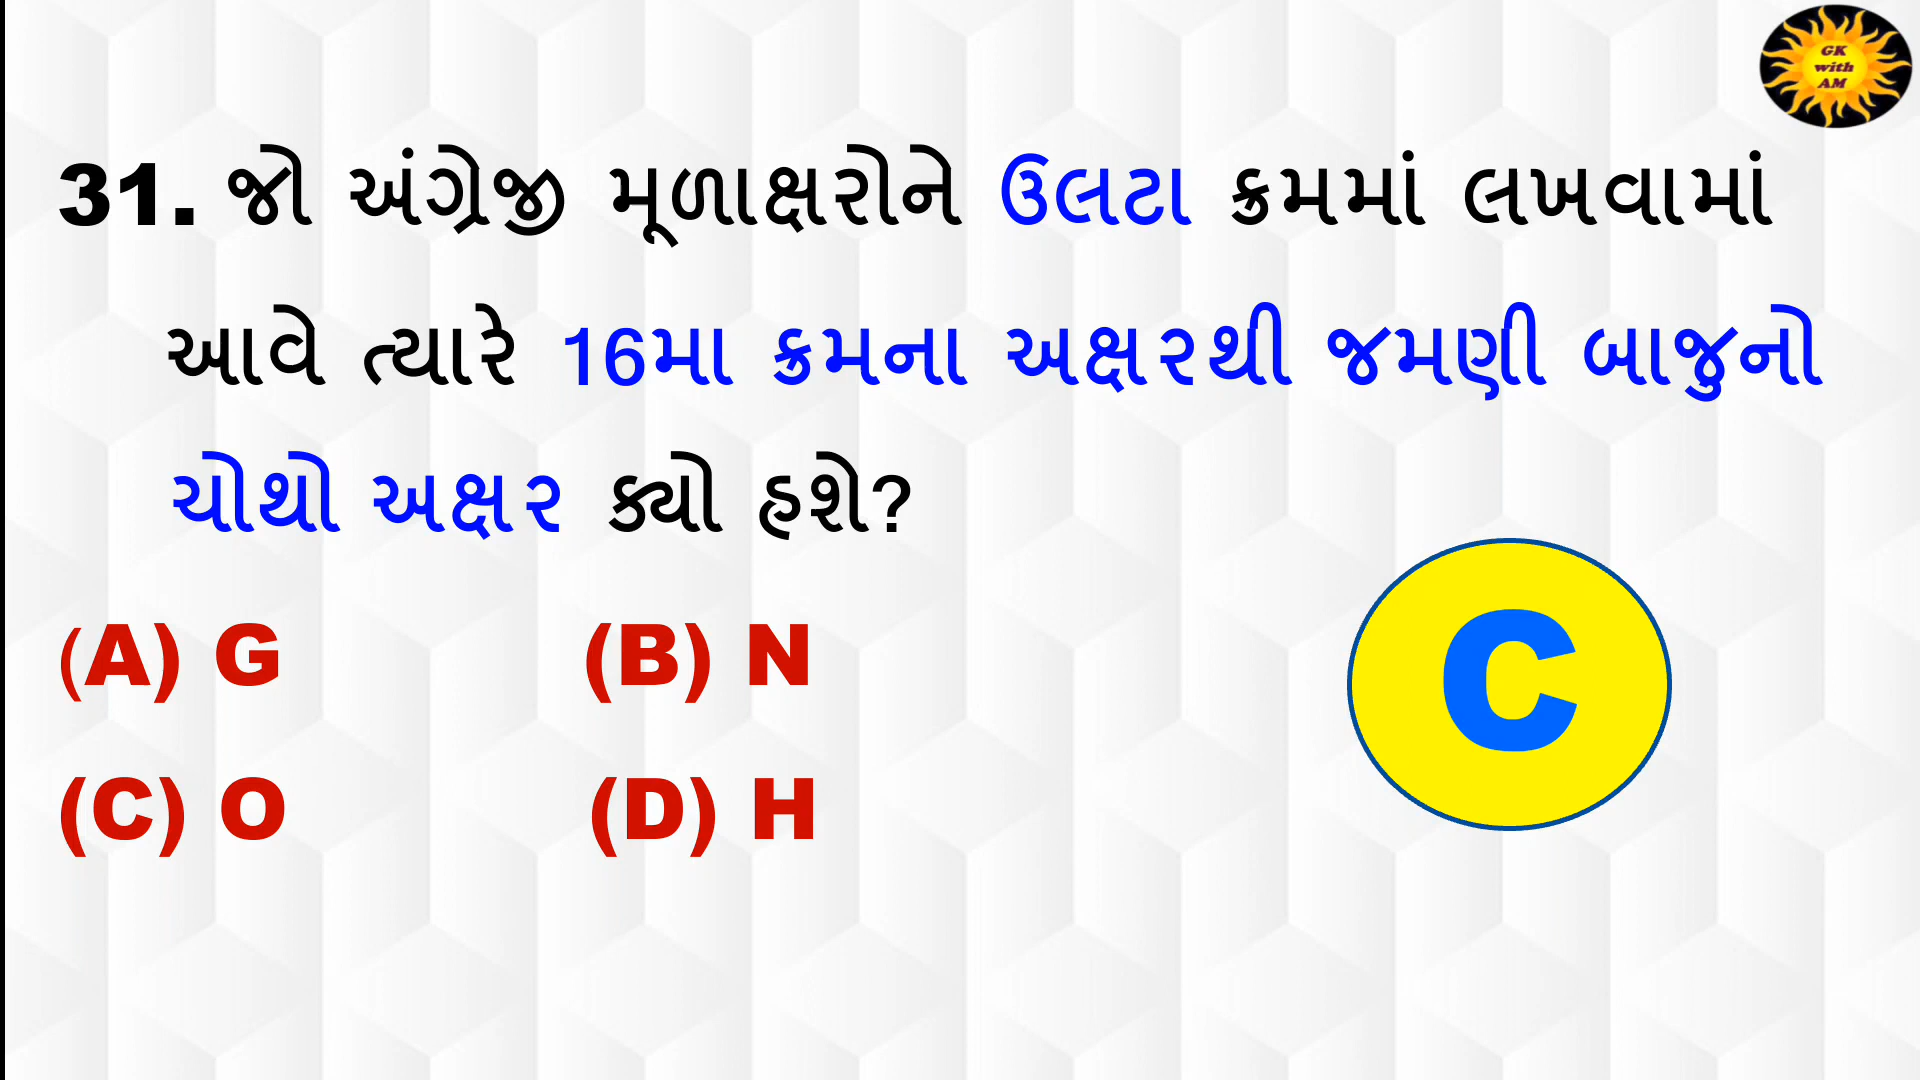 GK
with
AM
31. જો અંગ્રેજી મૂળાક્ષરોને ઉલટા ક્રમમાં લખવામાં
આવે ત્યારે 16મા ક્રમના અક્ષરથી જમણી બાજુનો
ચોથો અક્ષર ક્યો હશે?
(A) G (B) N
(C) O (D) H
C